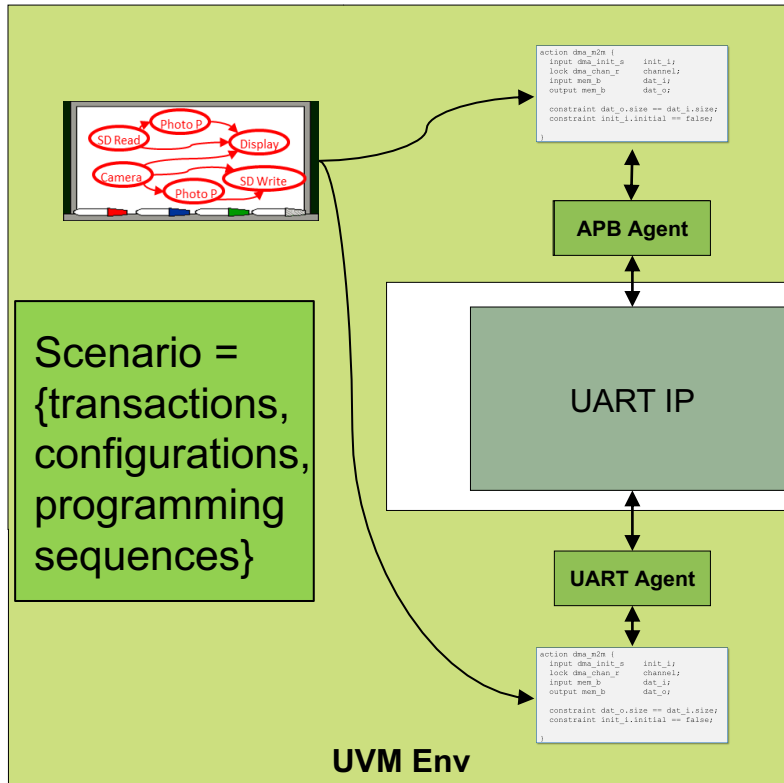 action dma_m2m {
input dma_init_s init_i;
lock dma_chan_r channel;
input mem_b dat_i;
output mem_b dat_o;
constraint dat_o.size == dat_i.size;
constraint init_i.initial == false;
}
Photo P
SD Read
Display
Camera
SD Write
Photo P
APB Agent
Scenario =
{transactions,
configurations,
programming
sequences}
UART IP
UART Agent
action dma_m2m {
input dma_init_s init_i;
lock dma_chan_r channel;
input mem_b dat_i;
output mem_b dat_o;
constraint dat_o.size == dat_i.size;
constraint init_i.initial == false;
}
UVM Env